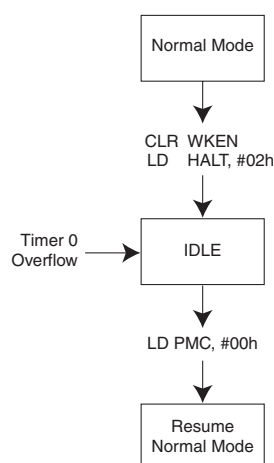 Normal Mode
CLR WKEN
LD HALT, #02h
Timer 0
Overflow
IDLE
LD PMC, #00h
Resume
Normal Mode